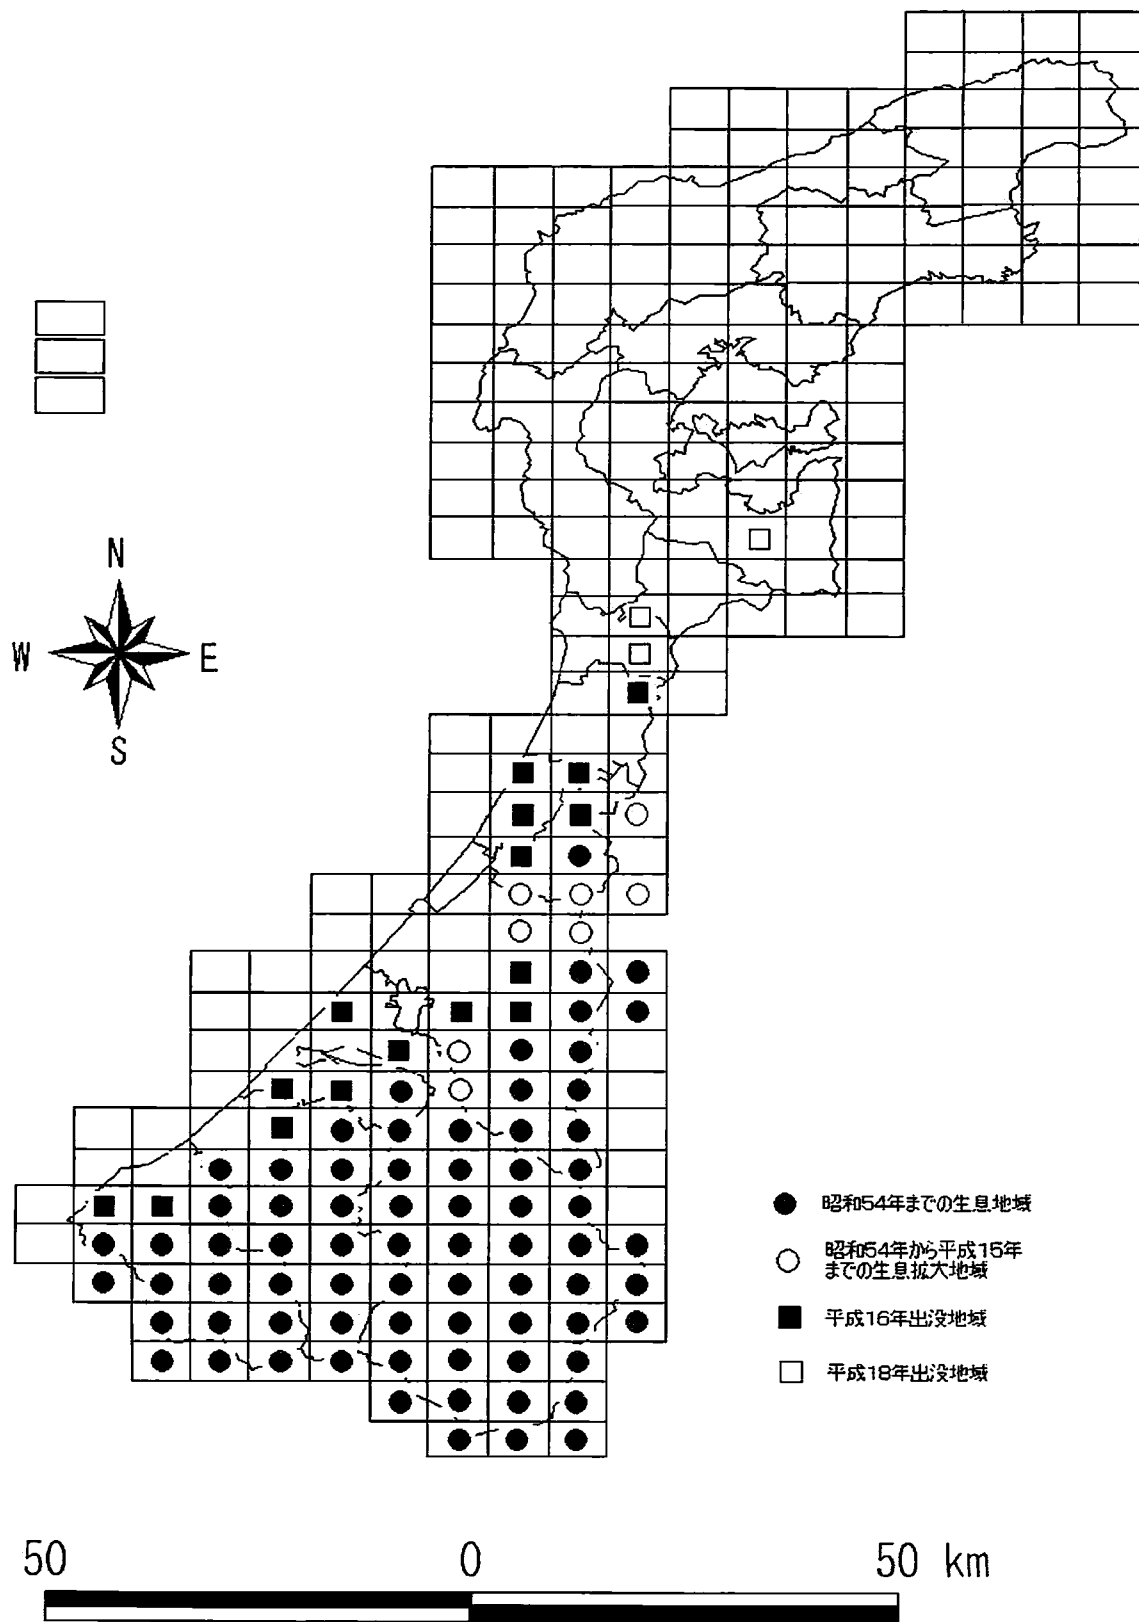 N
W E
S
昭和54年までの生息地域
昭和54年から平成15年
までの生息拡大地域
平成16年出没地域
平成18年出没地域
50 0 50 km